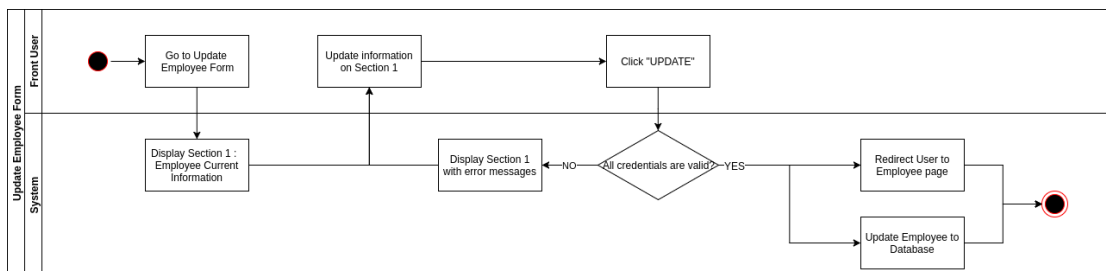 Update Employee Form
Front User
Go to Update
Employee Form
Update information
on Section 1
Click "UPDATE"
System
Display Section 1 :
Employee Current
Information
Display Section 1
with error messages
NO
All credentials are valid?
YES
Redirect User to
Employee page
Update Employee to
Database